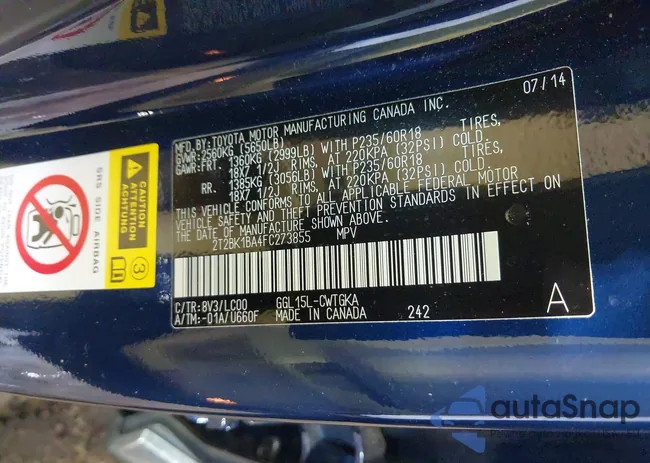 07/14
MFD.BY:TOYOTA MOTOR MANUFACTURING CANADA INC.
GVWR:2560KG (5650LB)
GAWR:FRT 1360KG (2999LB) WITH P235/60R18 TIRES,
18X7 1/2J RIMS, AT 220KPA (32PSI) COLD.
RR. 1385KG (3056LB) WITH P235/60R18 TIRES,
18X7 1/2J RIMS, AT 220KPA (32PSI) COLD.
THIS VEHICLE CONFORMS TO ALL APPLICABLE FEDERAL MOTOR
VEHICLE SAFETY AND THEFT PREVENTION STANDARDS IN EFFECT ON
THE DATE OF MANUFACTURE SHOWN ABOVE.
2T2BK1BA4FC273855 MPV
C/TR:8V3/LC00 GGL15L-CWTGKA
A/TM:-01A/U660F MADE IN CANADA 242 A
SRS SIDE AIRBAG
CAUTION
ATTENTION
ACHTUNG
3
autoSnap